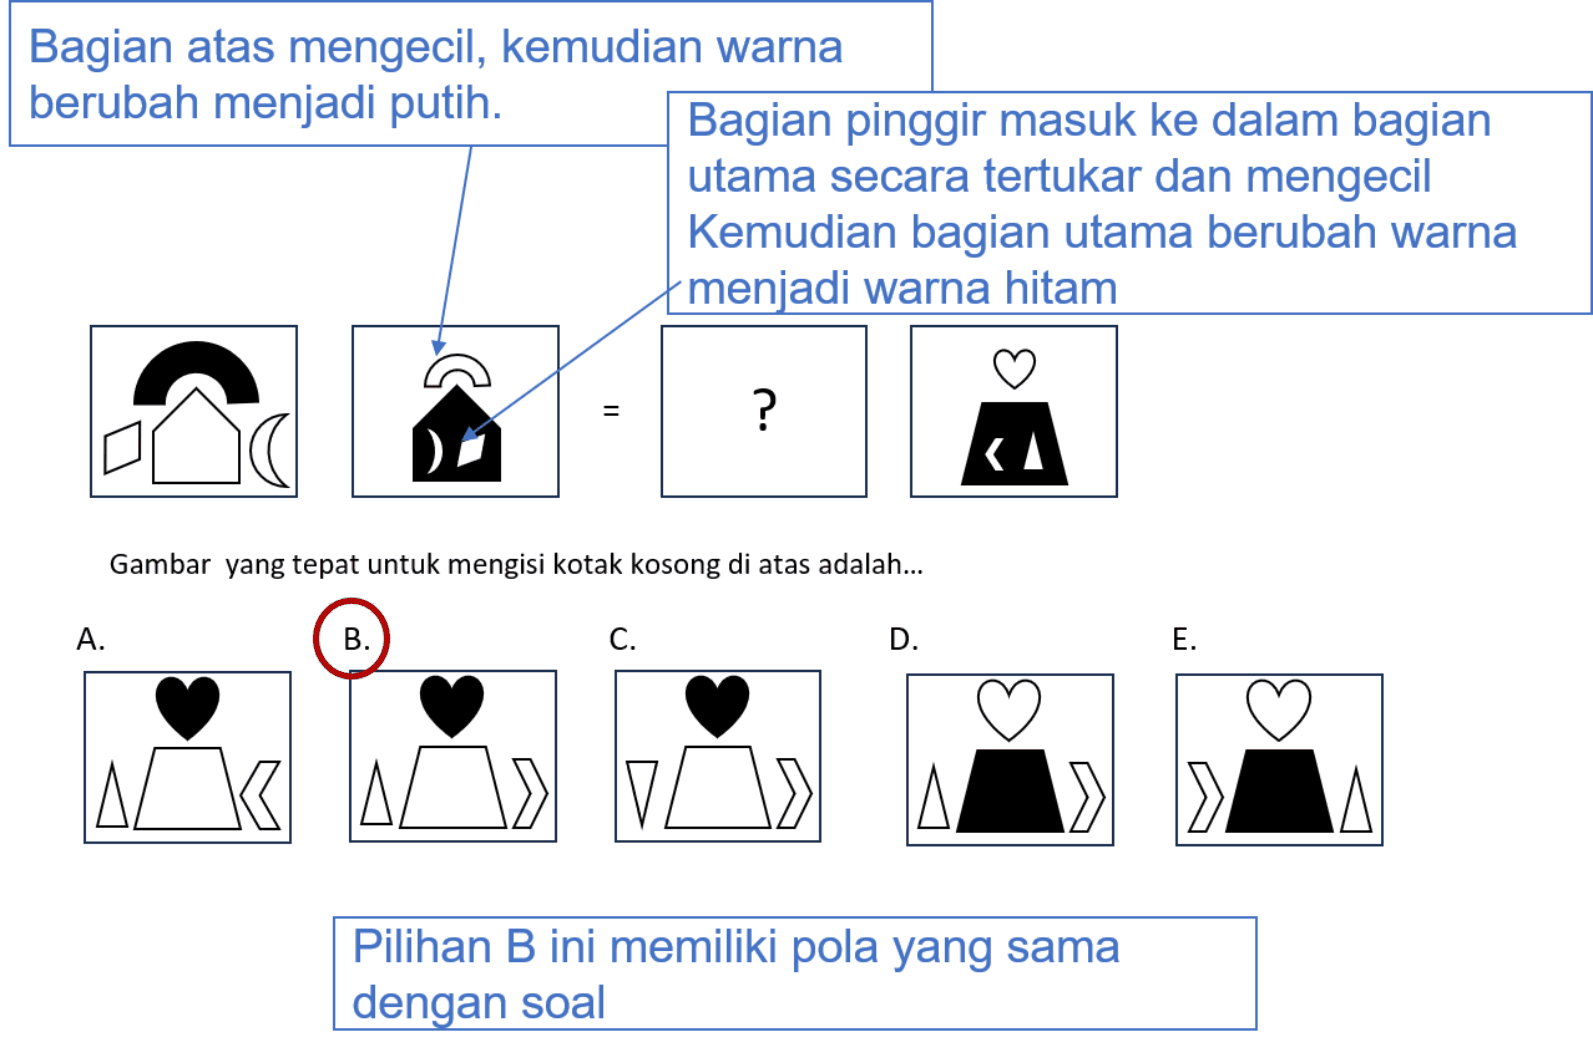 Bagian atas mengecil, kemudian warna
berubah menjadi putih.
Bagian pinggir masuk ke dalam bagian
utama secara tertukar dan mengecil
Kemudian bagian utama berubah warna
menjadi warna hitam
=
?
Gambar  yang tepat untuk mengisi kotak kosong di atas adalah...
A.
B.
C.
D.
E.
Pilihan B ini memiliki pola yang sama
dengan soal